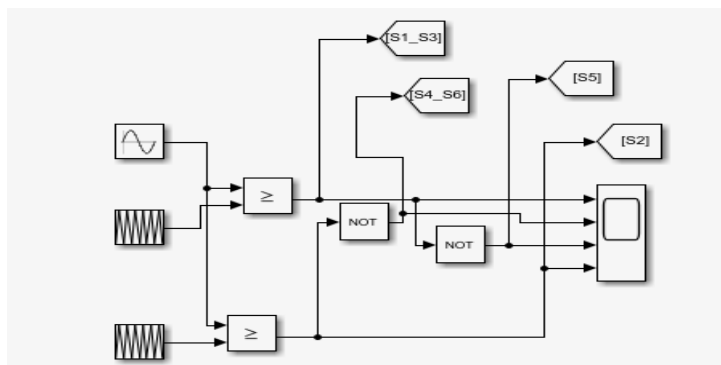 [S1_S3]
[S5]
[S4_S6]
[S2]
≥
NOT
NOT
≥